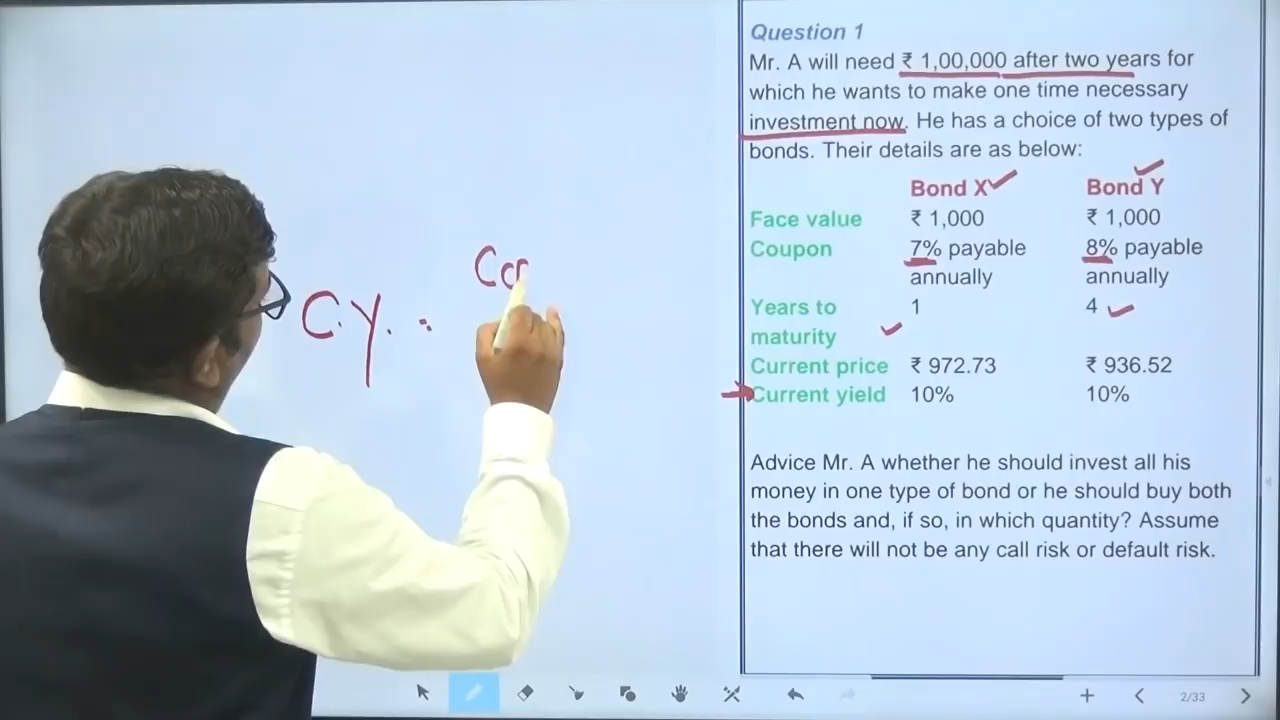 Question 1
Mr. A will need ₹ 1,00,000 after two years for
which he wants to make one time necessary
investment now. He has a choice of two types of
bonds. Their details are as below:
Bond X Bond Y
Face value ₹ 1,000 ₹ 1,000
Coupon 7% payable 8% payable
annually annually
Years to 1 4
maturity
Current price ₹ 972.73 ₹ 936.52
Current yield 10% 10%
Advice Mr. A whether he should invest all his
money in one type of bond or he should buy both
the bonds and, if so, in which quantity? Assume
that there will not be any call risk or default risk.
C.Y. =
2/33